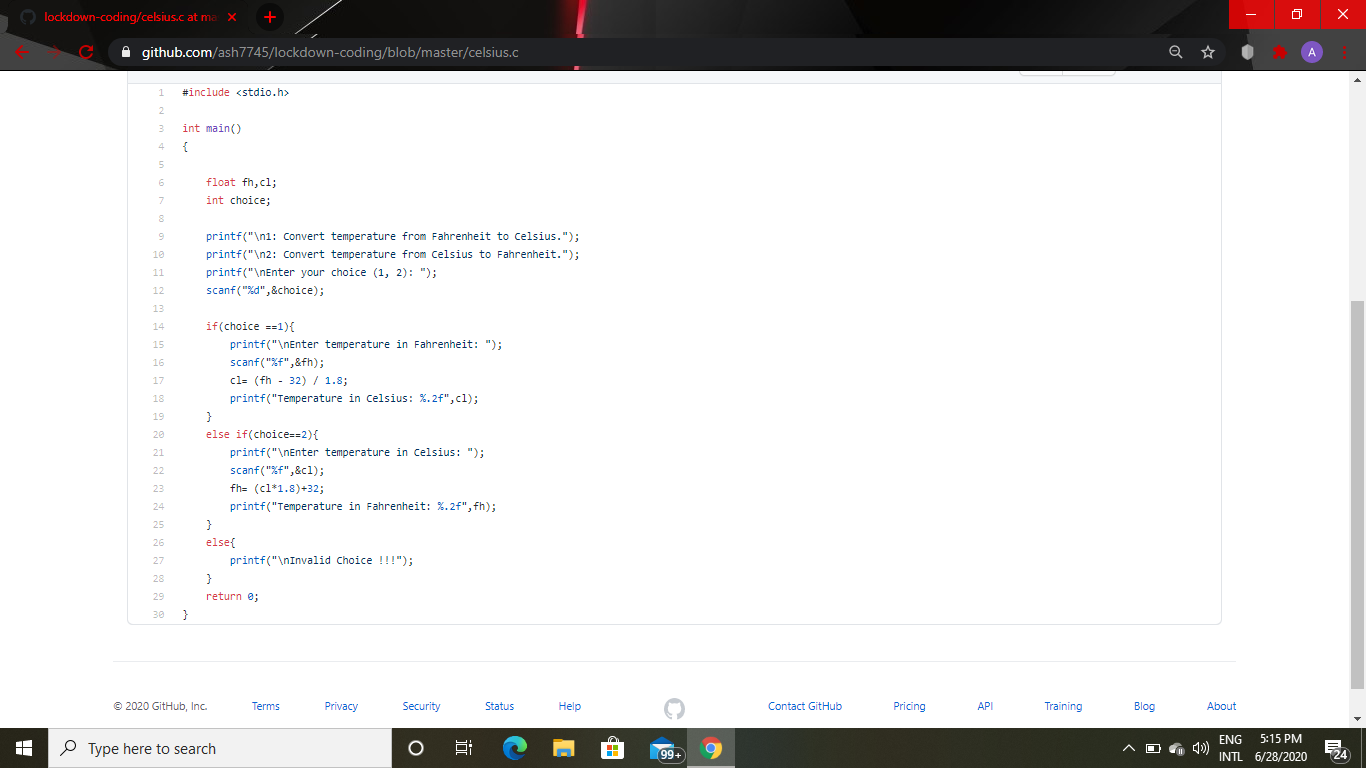 lockdown-coding/celsius.c at ma
github.com/ash7745/lockdown-coding/blob/master/celsius.c
A
1 #include <stdio.h>
2
3 int main()
4 {
5
6 float fh,cl;
7 int choice;
8
9 printf("\n1: Convert temperature from Fahrenheit to Celsius.");
10 printf("\n2: Convert temperature from Celsius to Fahrenheit.");
11 printf("\nEnter your choice (1, 2): ");
12 scanf("%d",&choice);
13
14 if(choice ==1){
15 printf("\nEnter temperature in Fahrenheit: ");
16 scanf("%f",&fh);
17 cl= (fh - 32) / 1.8;
18 printf("Temperature in Celsius: %.2f",cl);
19 }
20 else if(choice==2){
21 printf("\nEnter temperature in Celsius: ");
22 scanf("%f",&cl);
23 fh= (cl*1.8)+32;
24 printf("Temperature in Fahrenheit: %.2f",fh);
25 }
26 else{
27 printf("\nInvalid Choice !!!");
28 }
29 return 0;
30 }
© 2020 GitHub, Inc. Terms Privacy Security Status Help Contact GitHub Pricing API Training Blog About
Type here to search
99+
ENG
INTL
5:15 PM
6/28/2020
24